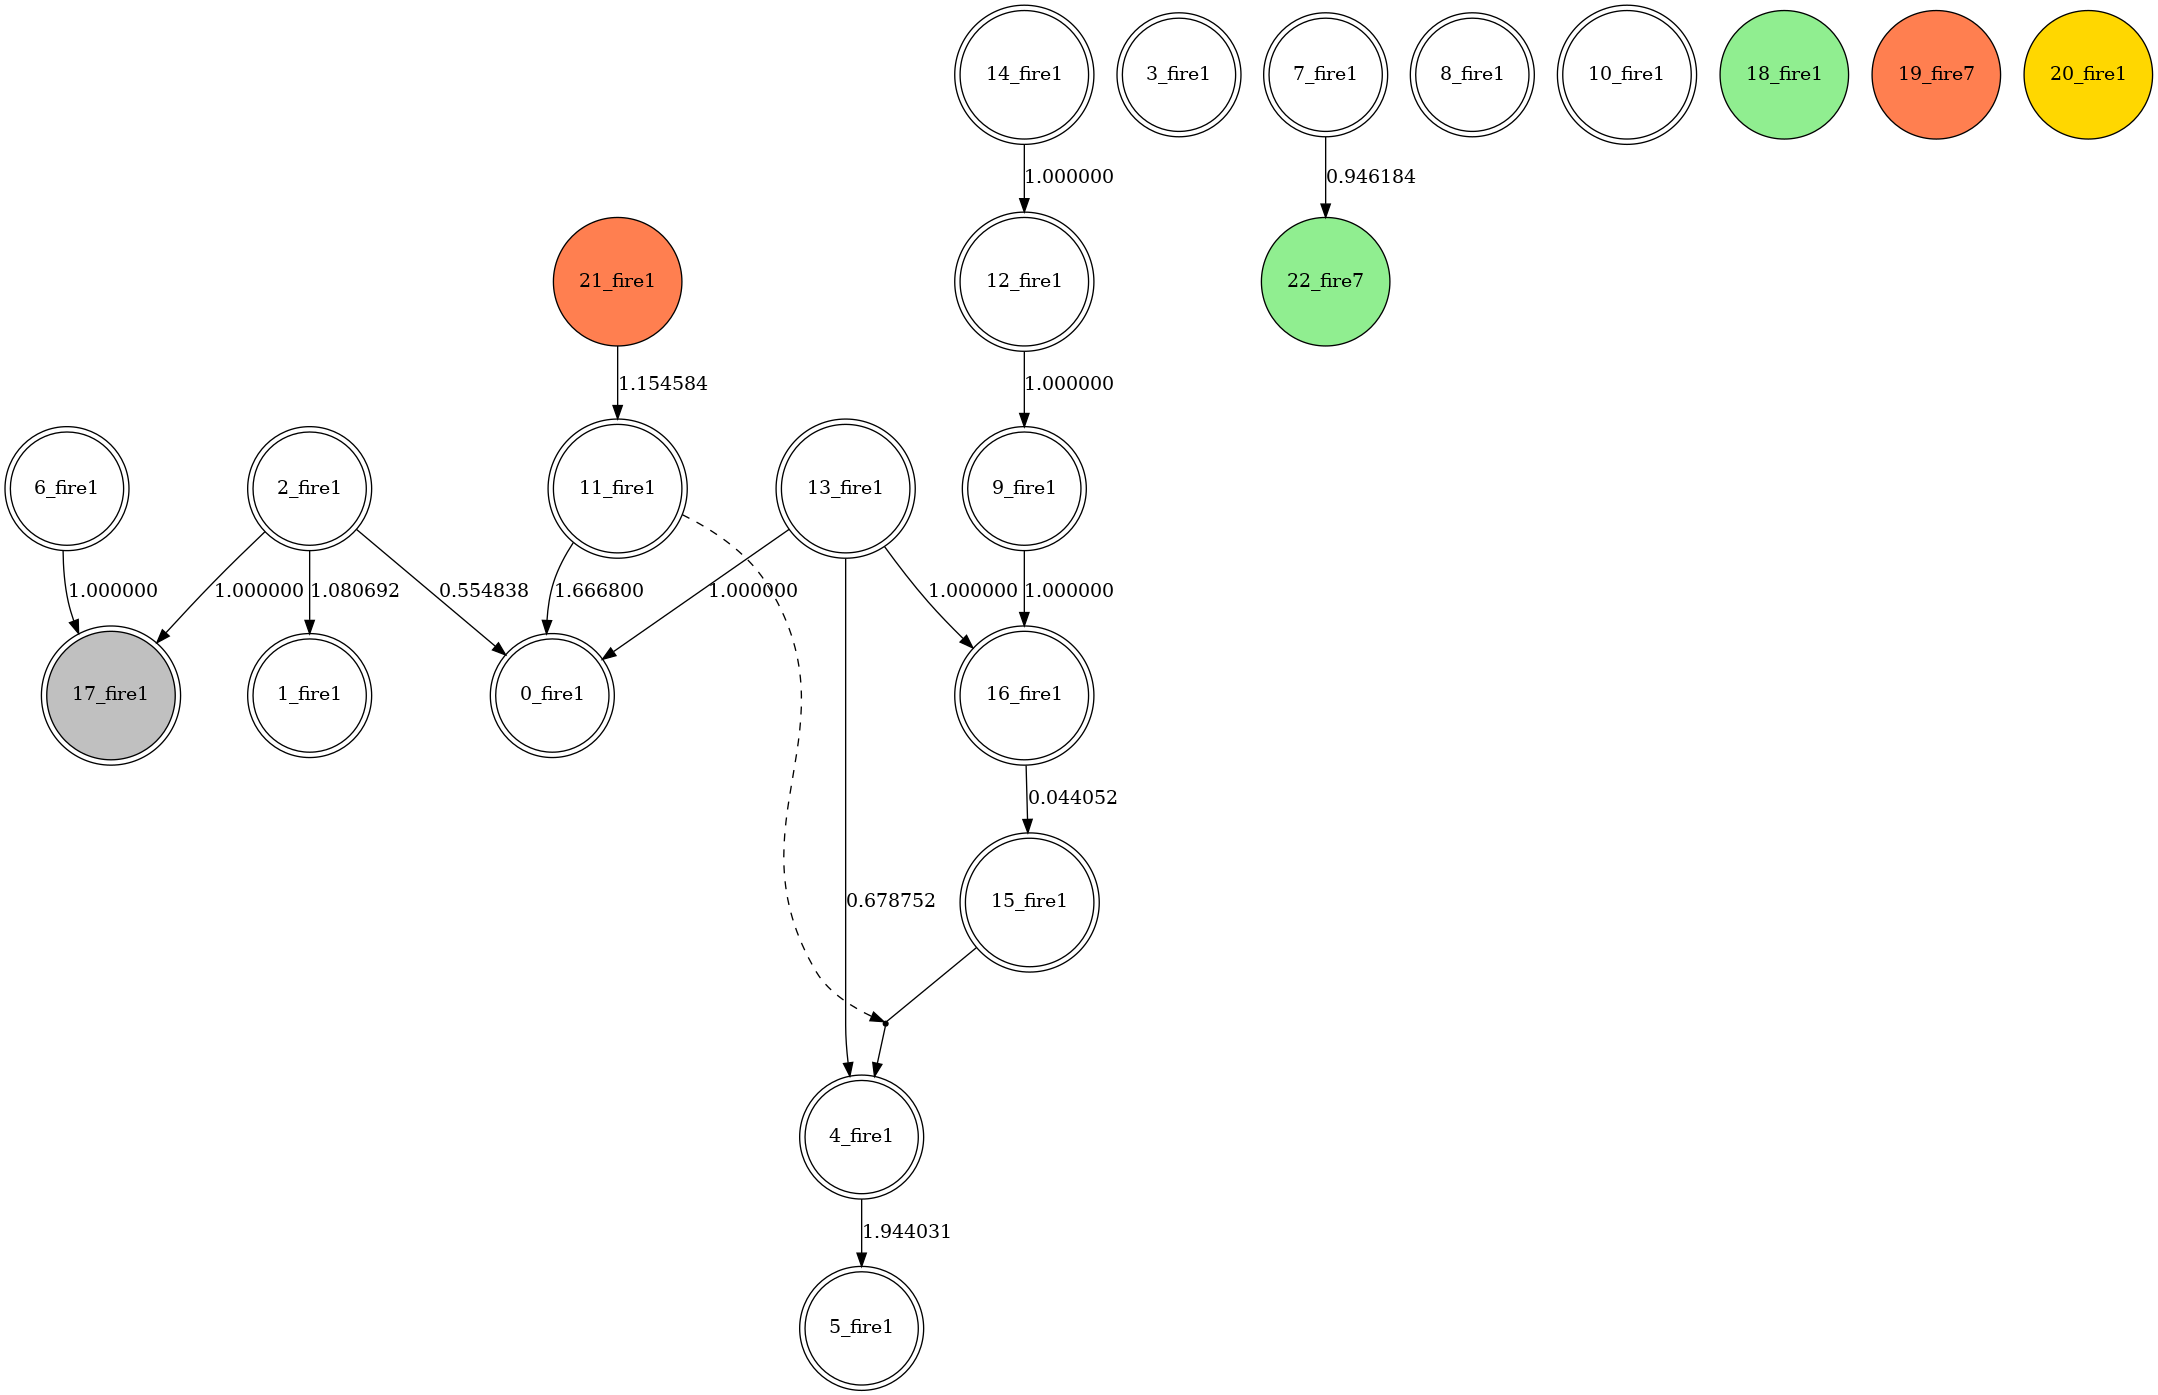 14_fire1
3_fire1
7_fire1
8_fire1
10_fire1
18_fire1
19_fire7
20_fire1
1.000000
0.946184
21_fire1
12_fire1
22_fire7
1.154584
1.000000
6_fire1
2_fire1
11_fire1
13_fire1
9_fire1
1.000000
1.000000
1.080692
0.554838
1.666800
1.000000
1.000000
1.000000
17_fire1
1_fire1
0_fire1
16_fire1
0.044052
0.678752
15_fire1
4_fire1
1.944031
5_fire1